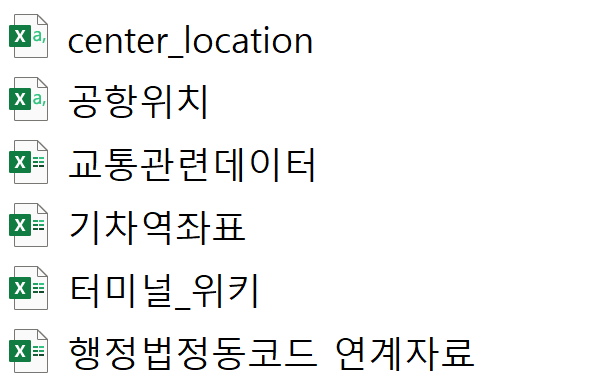 center_location
공항위치
교통관련데이터
기차역좌표
터미널_위키
행정법정동코드 연계자료